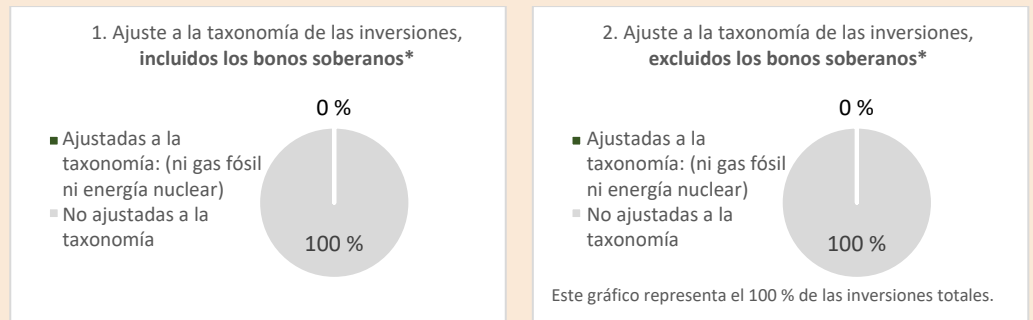 1. Ajuste a la taxonomía de las inversiones,
incluidos los bonos soberanos*
0 %
Ajustadas a la
taxonomía: (ni gas fósil
ni energía nuclear)
No ajustadas a la
taxonomía
100 %
2. Ajuste a la taxonomía de las inversiones,
excluidos los bonos soberanos*
0 %
Ajustadas a la
taxonomía: (ni gas fósil
ni energía nuclear)
No ajustadas a la
taxonomía
100 %
Este gráfico representa el 100 % de las inversiones totales.